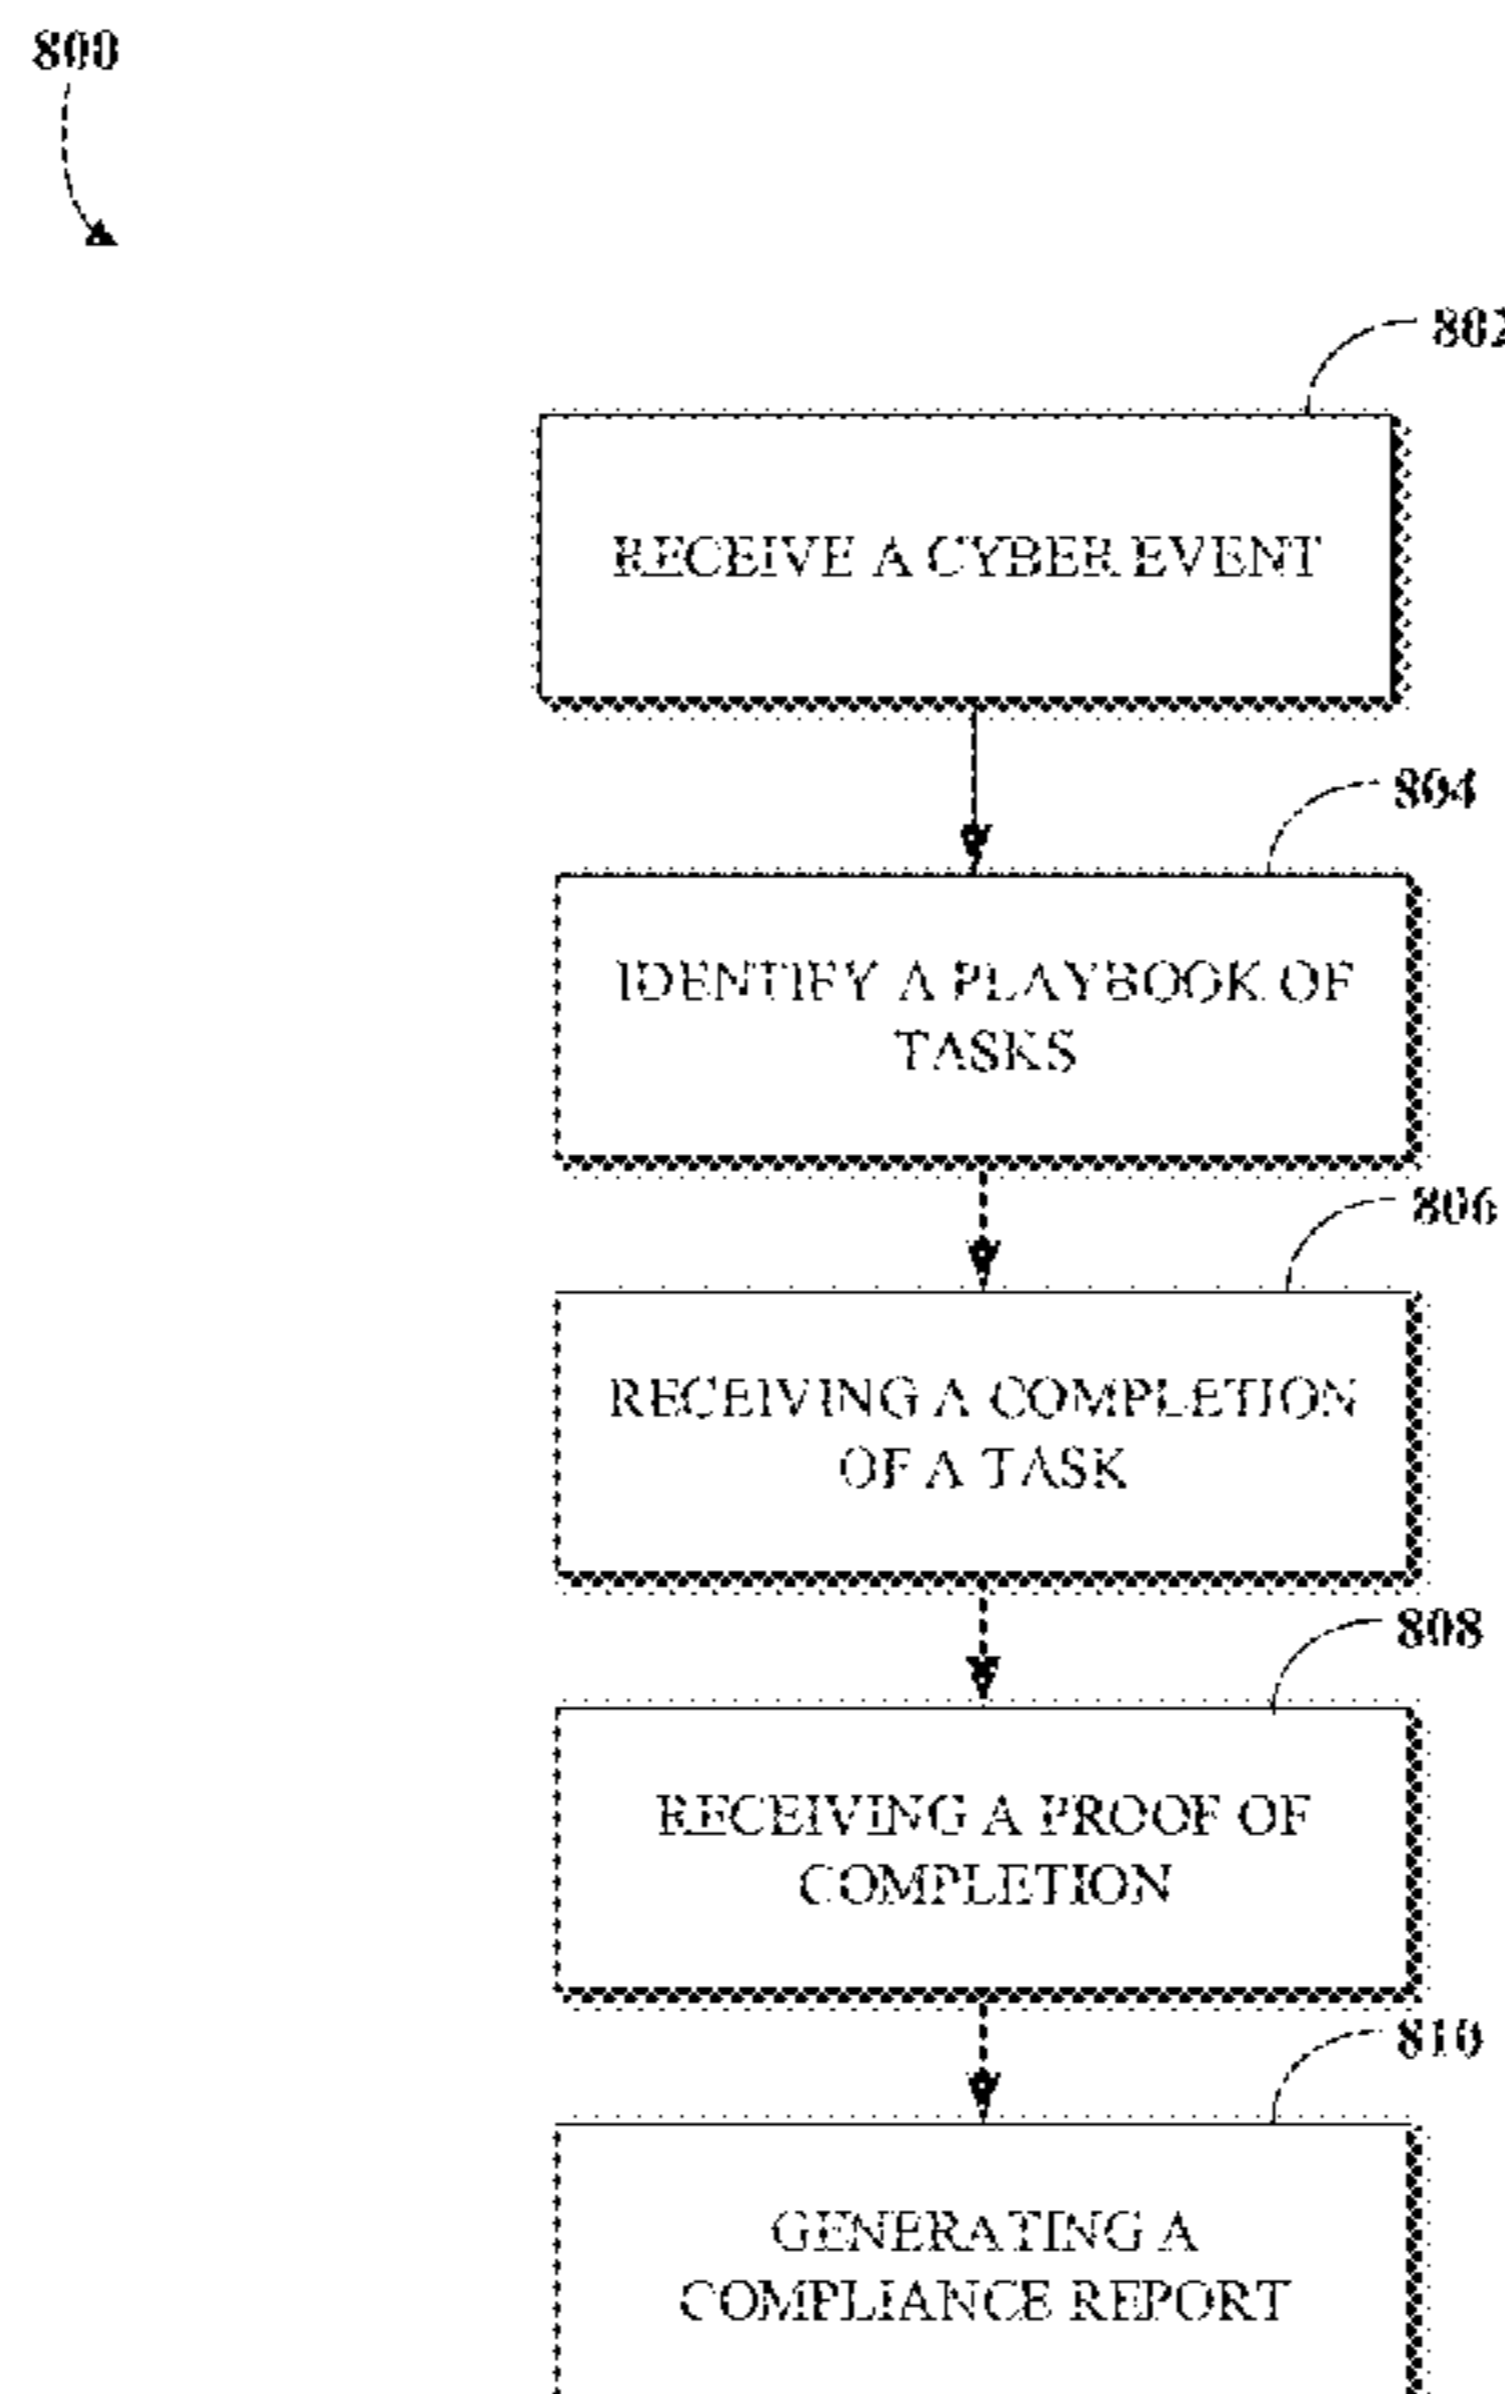 800
802
RECEIVE A CYBER EVENT
804
IDENTIFY A PLAYBOOK OF
TASKS
806
RECEIVING A COMPLETION
OF A TASK
808
RECEIVING A PROOF OF
COMPLETION
810
GENERATING A
COMPLIANCE REPORT